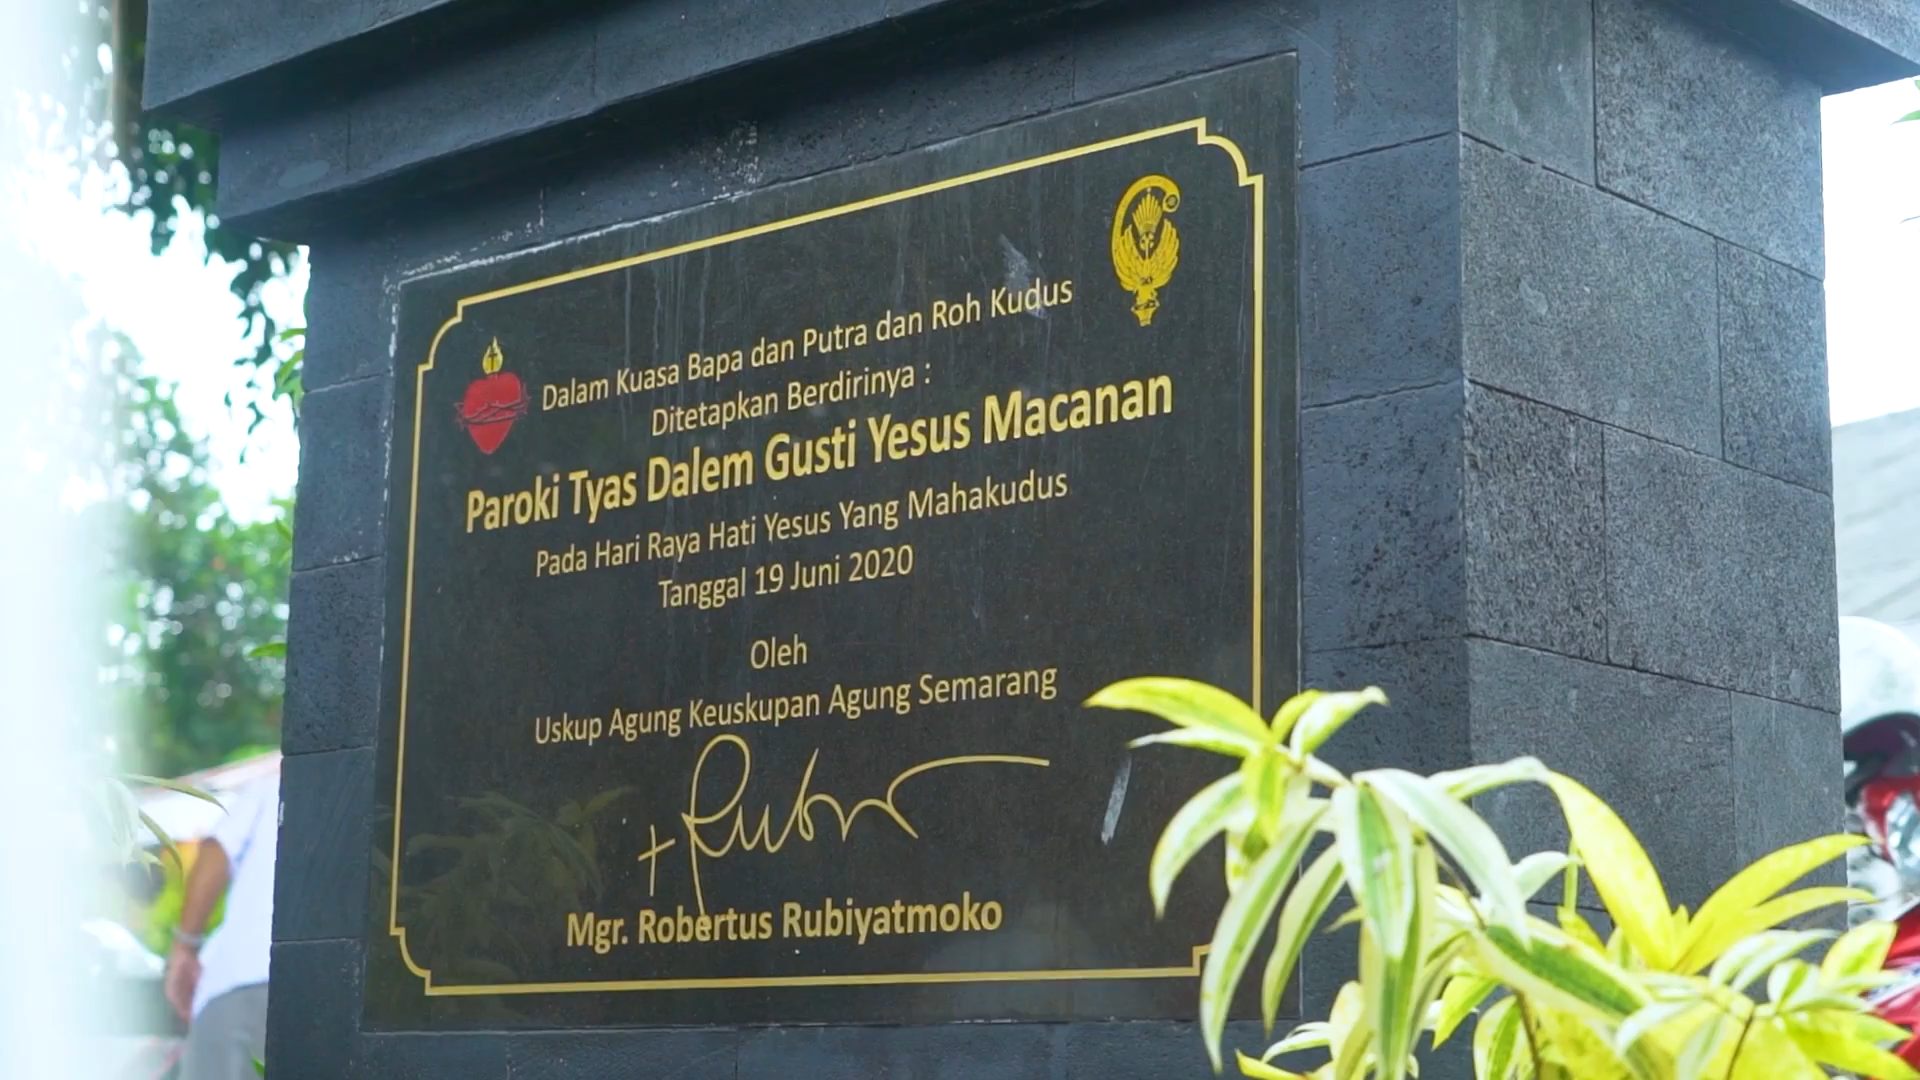 Dalam Kuasa Bapa dan Putra dan Roh Kudus
Ditetapkan Berdirinya :
Paroki Tyas Dalem Gusti Yesus Macanan
Pada Hari Raya Hati Yesus Yang Mahakudus
Tanggal 19 Juni 2020
Oleh
Uskup Agung Keuskupan Agung Semarang
Mgr. Robertus Rubiyatmoko